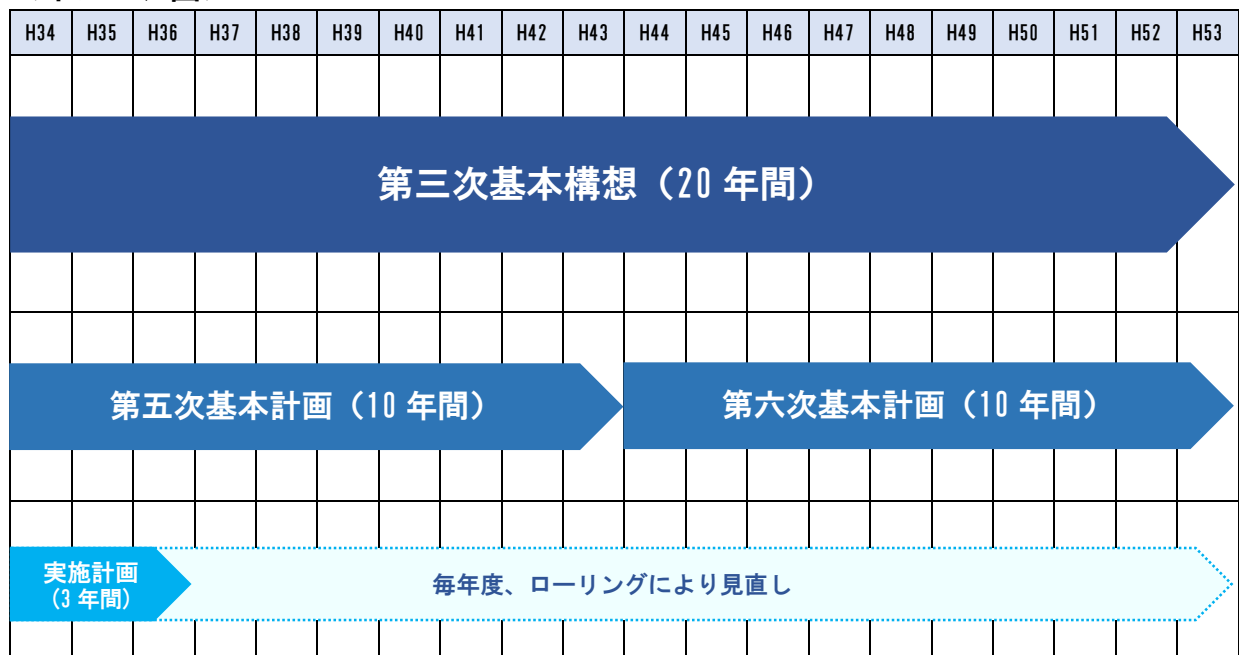 H34 H35 H36 H37 H38 H39 H40 H41 H42 H43 H44 H45 H46 H47 H48 H49 H50 H51 H52 H53
第三次基本構想（20 年間）
第五次基本計画（10 年間） 第六次基本計画（10 年間）
実施計画
（3 年間）
毎年度、ローリングにより見直し